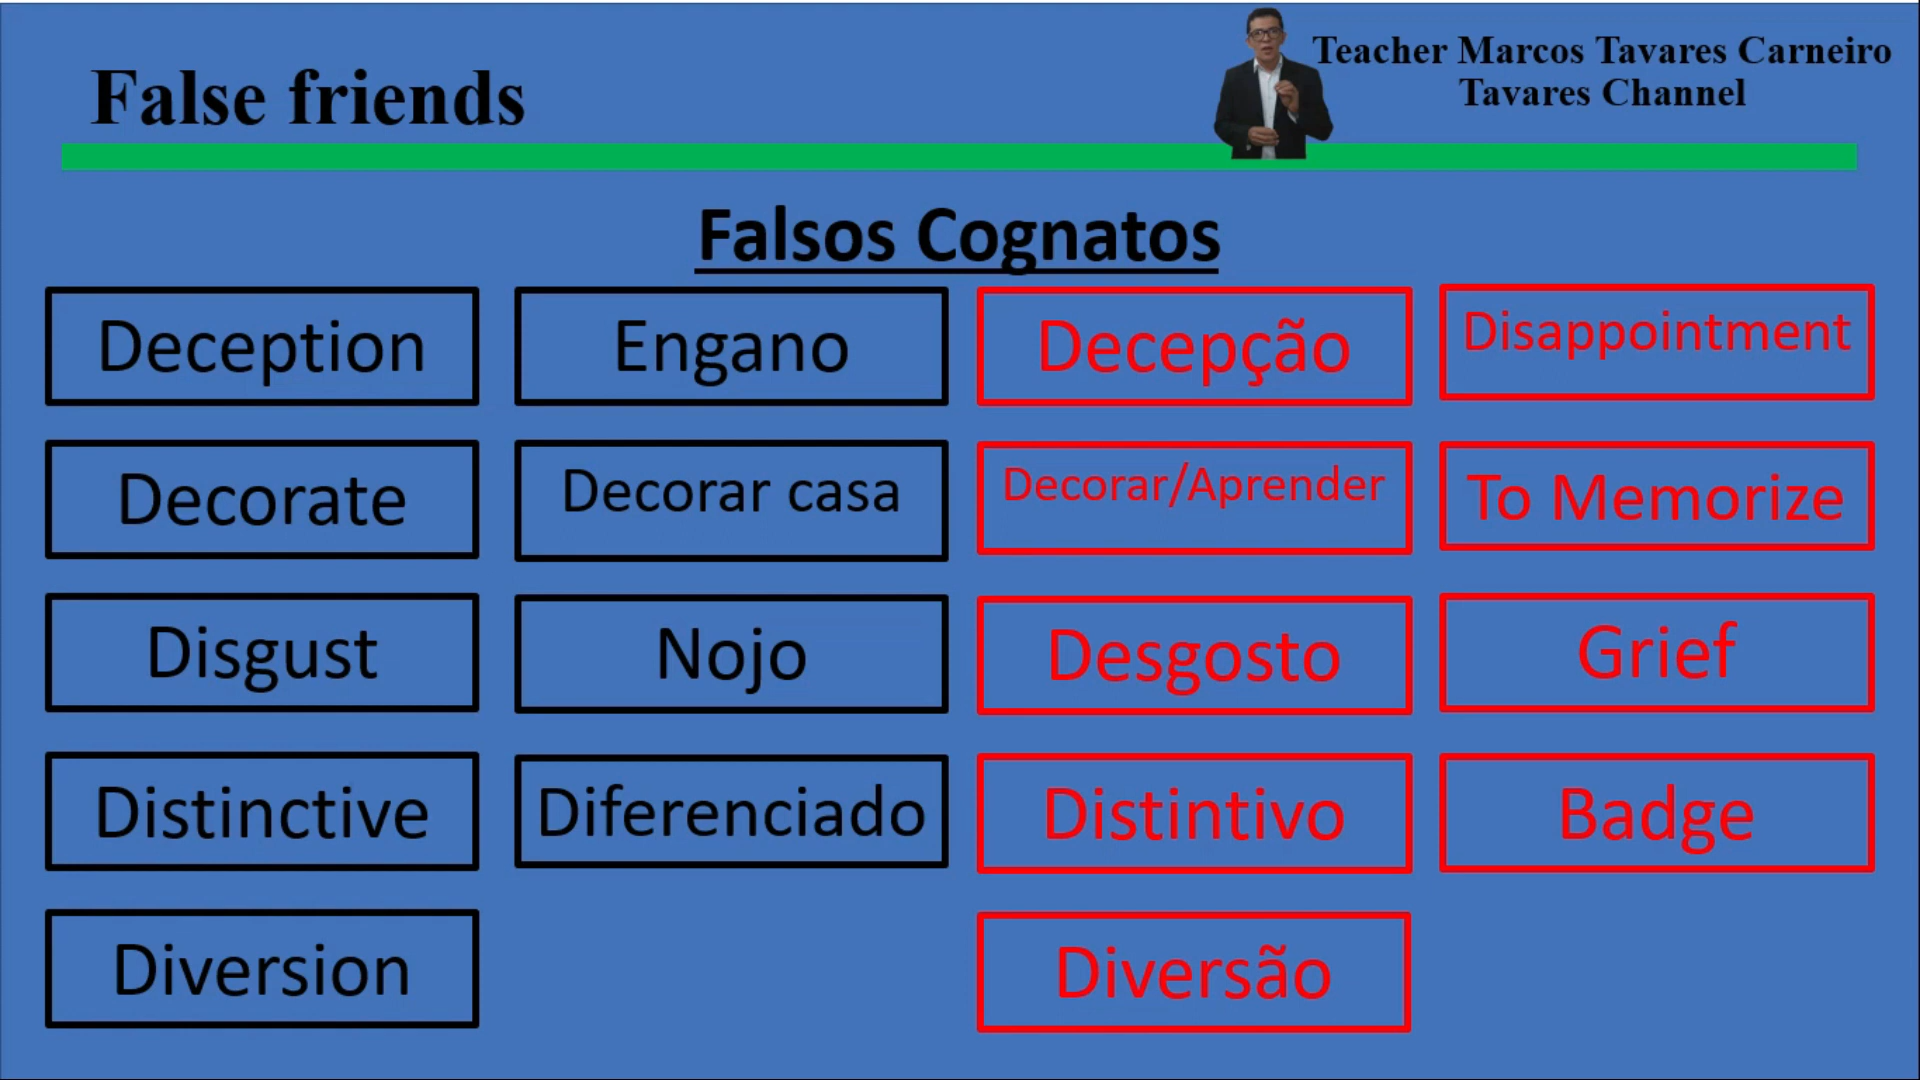 False friends
Teacher Marcos Tavares Carneiro
Tavares Channel
Falsos Cognatos
Deception
Engano
Decepção
Disappointment
Decorate
Decorar casa
Decorar/Aprender
To Memorize
Disgust
Nojo
Desgosto
Grief
Distinctive
Diferenciado
Distintivo
Badge
Diversion
Diversão